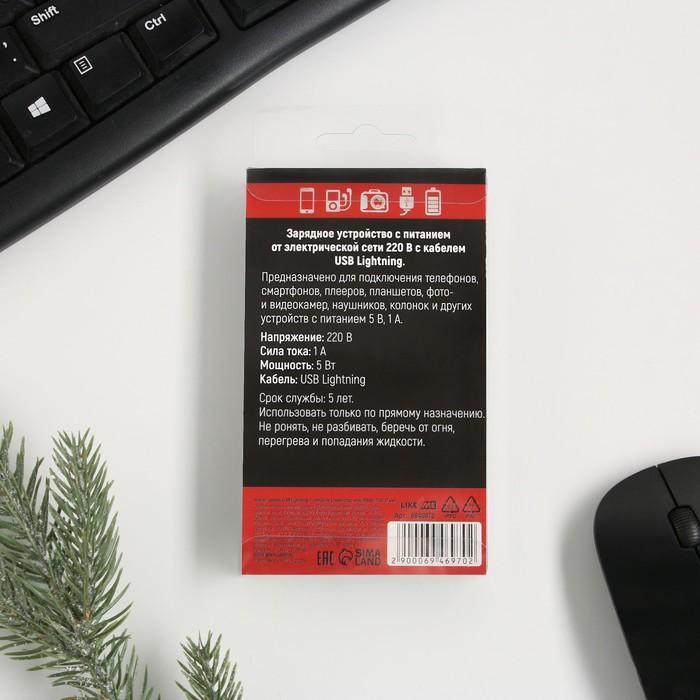 Shift
Ctrl
Зарядное устройство с питанием
от электрической сети 220 В с кабелем
USB Lightning.
Предназначено для подключения телефонов,
смартфонов, плееров, планшетов, фото-
и видеокамер, наушников, колонок и других
устройств с питанием 5 В, 1 А.
Напряжение: 220 В
Сила тока: 1 А
Мощность: 5 Вт
Кабель: USB Lightning
Срок службы: 5 лет.
Использовать только по прямому назначению.
Не ронять, не разбивать, беречь от огня,
перегрева и попадания жидкости.
LIKE ME
Арт.
EAC
SIMA
LAND
2 900069 469702